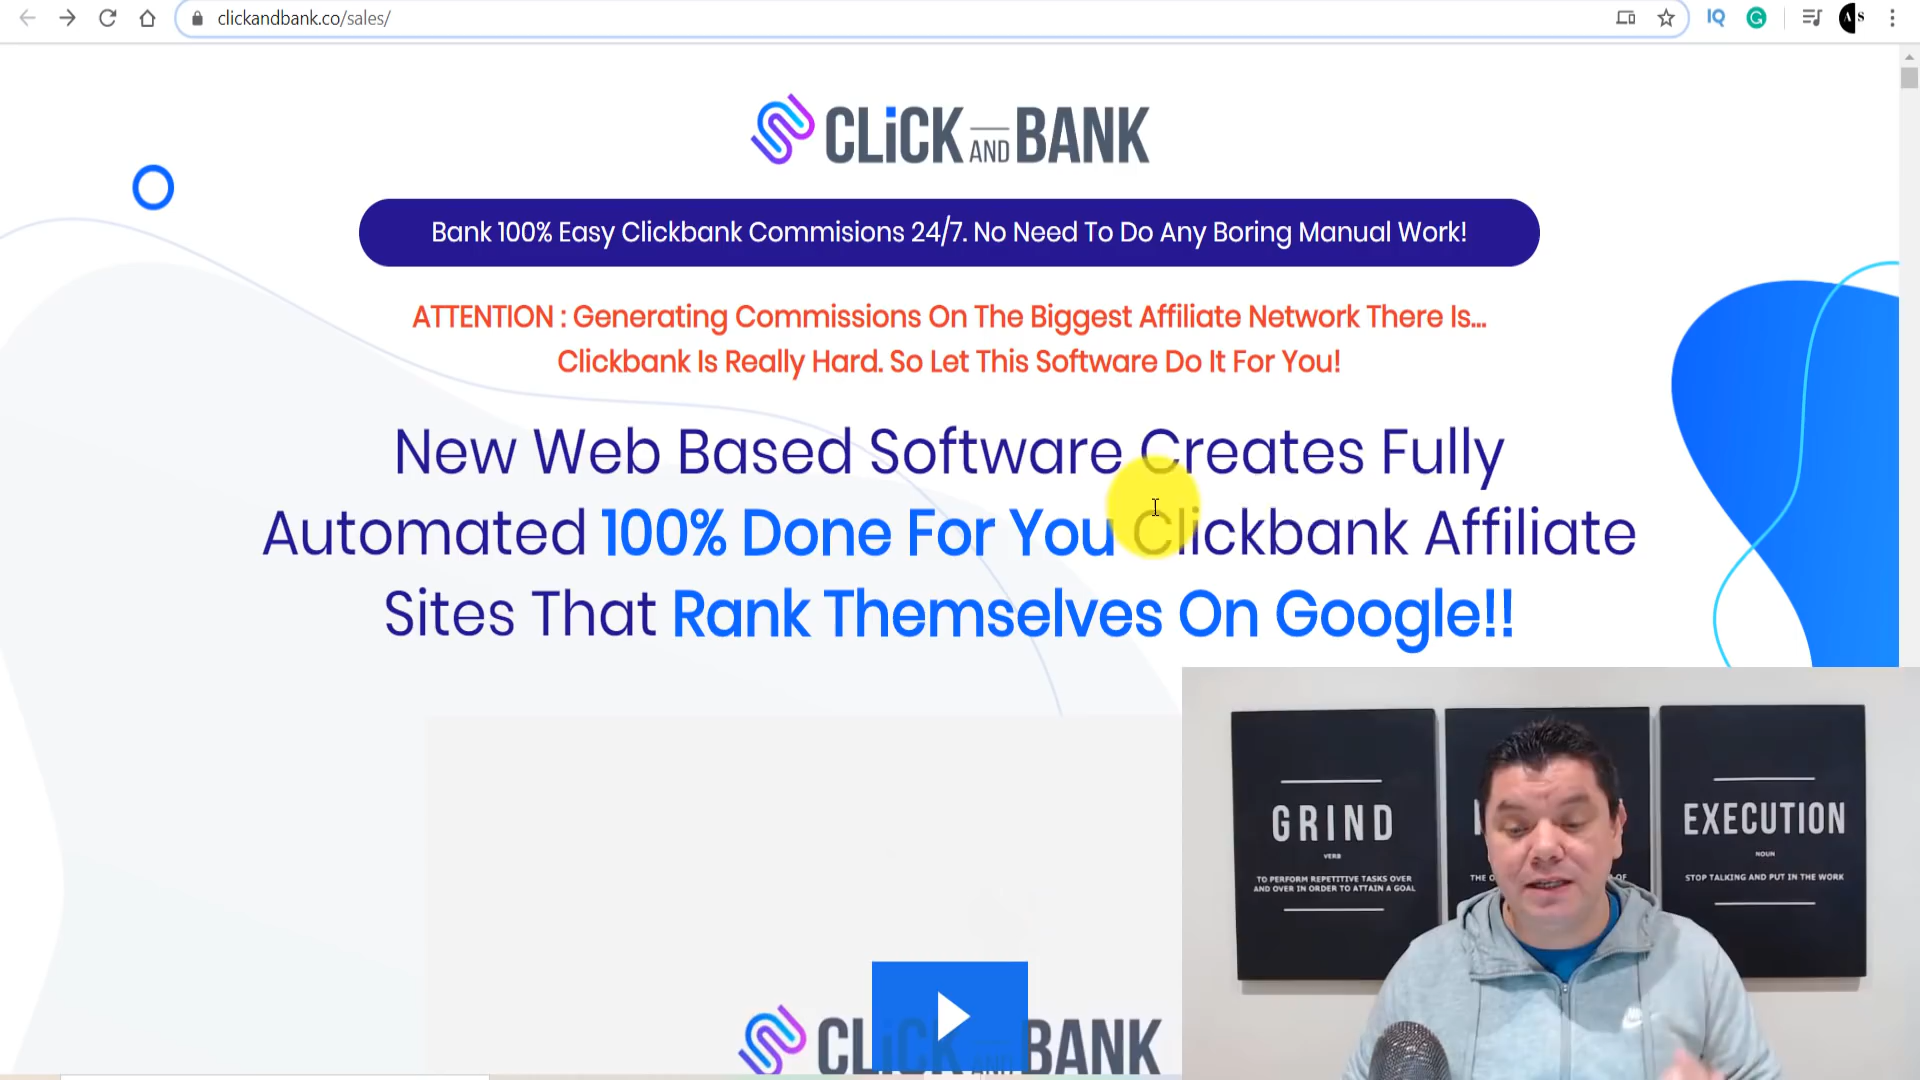 clickandbank.co/sales/
IQ
G
A S
CLiCK AND BANK
Bank 100% Easy Clickbank Commisions 24/7. No Need To Do Any Boring Manual Work!
ATTENTION : Generating Commissions On The Biggest Affiliate Network There Is...
Clickbank Is Really Hard. So Let This Software Do It For You!
New Web Based Software Creates Fully
Automated 100% Done For You Clickbank Affiliate
Sites That Rank Themselves On Google!!
GRIND
VERB
TO PERFORM REPETITIVE TASKS OVER
AND OVER IN ORDER TO ATTAIN A GOAL
EXECUTION
NOUN
STOP TALKING AND PUT IN THE WORK
CLiCK AND BANK